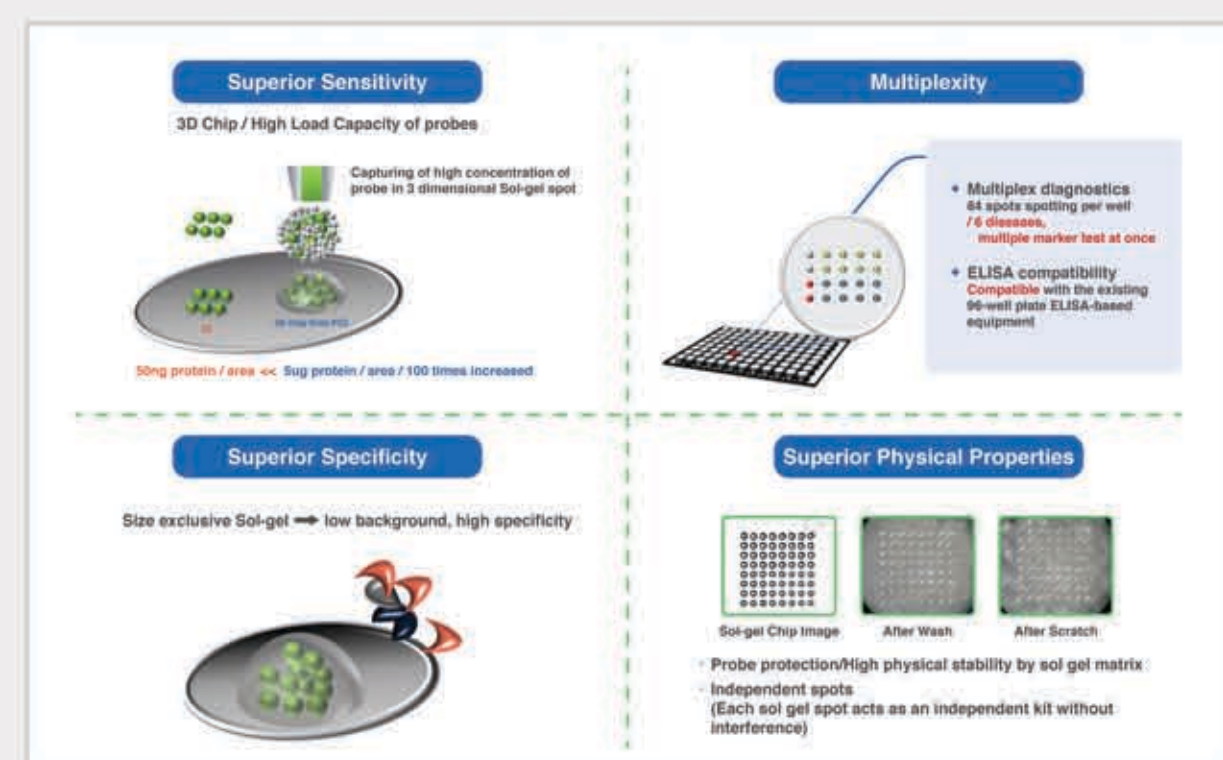 Superior Sensitivity
3D Chip / High Load Capacity of probes
Capturing of high concentration of
probe in 3 dimensional Sol-gel spot
50ng protein / area << 5ug protein / area / 100 times increased
Multiplexity
Multiplex diagnostics
64 spots spotting per well
/ 6 diseases,
multiple marker test at once
ELISA compatibility
Compatible with the existing
96-well plate ELISA-based
equipment
Superior Specificity
Size exclusive Sol-gel ➡ low background, high specificity
Superior Physical Properties
Sol-gel Chip Image
After Wash
After Scratch
Probe protection/High physical stability by sol gel matrix
Independent spots
(Each sol gel spot acts as an independent kit without
interference)